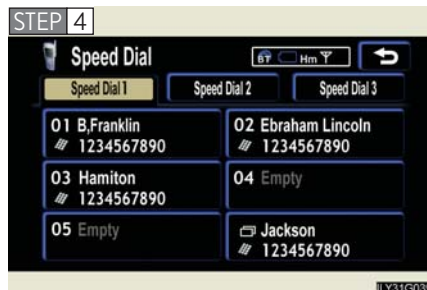 STEP 4
Speed Dial
BT Hm
Speed Dial 1 Speed Dial 2 Speed Dial 3
01 B,Franklin
1234567890
02 Ebraham Lincoln
1234567890
03 Hamiton
1234567890
04 Empty
05 Empty
Jackson
1234567890